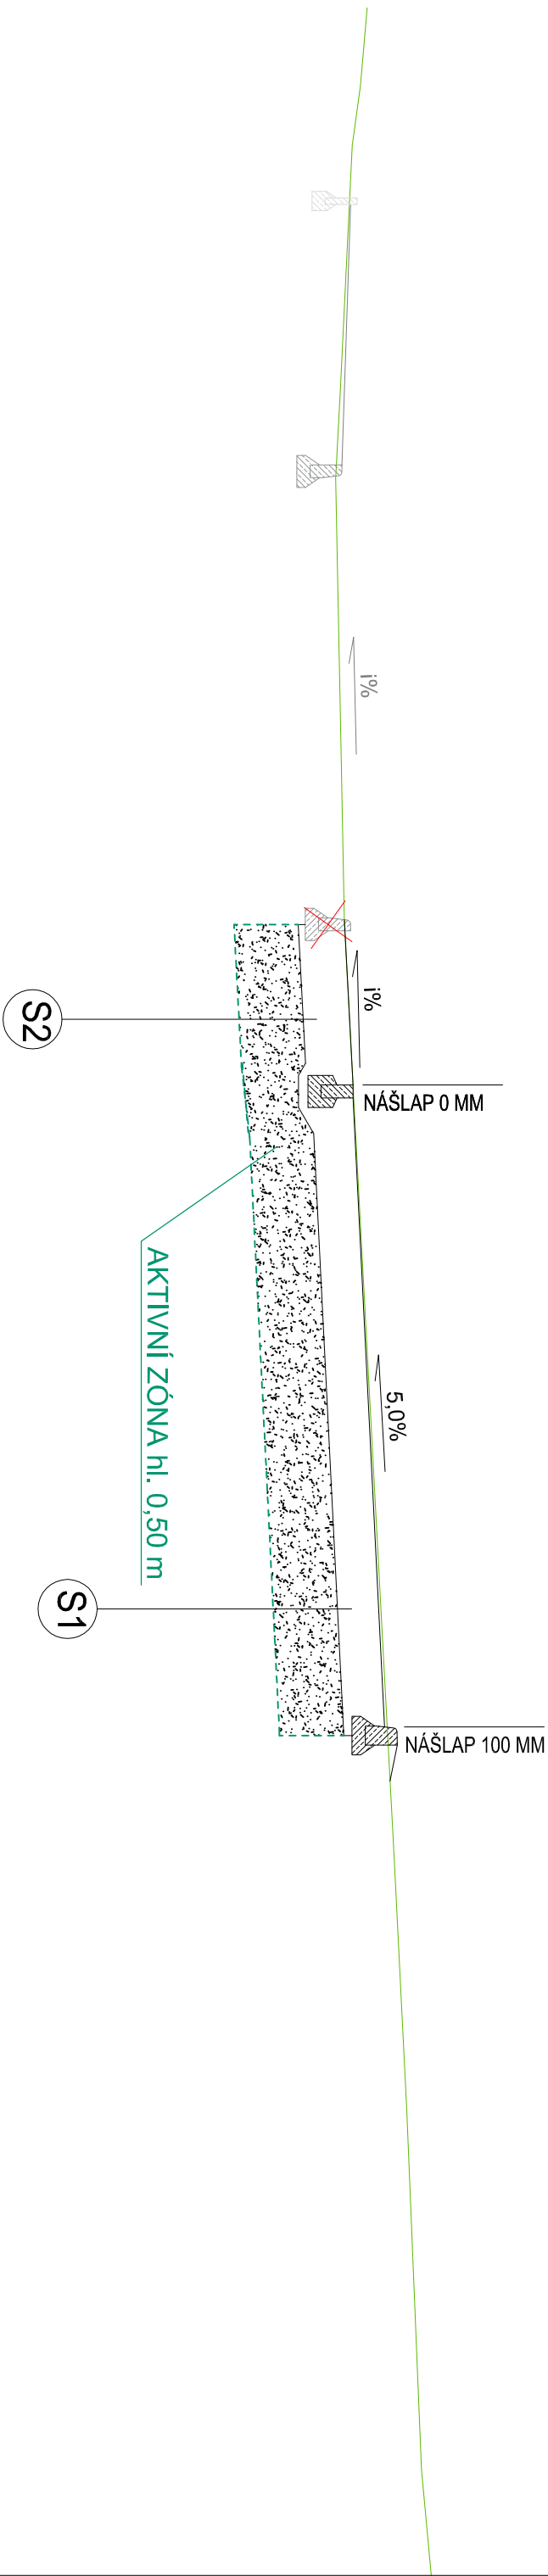 i%
i%
S2
NÁŠLAP 0 MM
AKTIVNÍ ZÓNA hl. 0,50 m
5,0%
S1
NÁŠLAP 100 MM